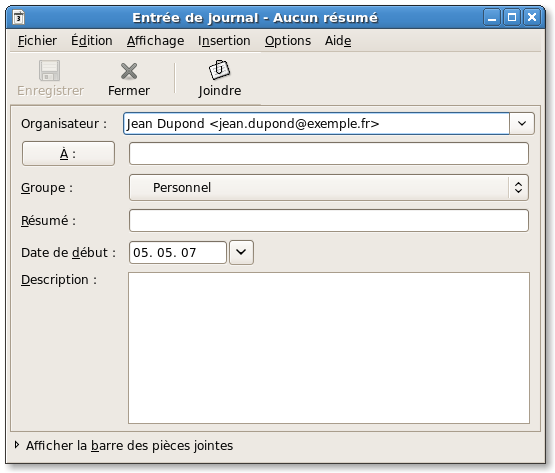 Entrée de journal - Aucun résumé
Fichier Édition Affichage Insertion Options Aide
Enregistrer Fermer Joindre
Organisateur : Jean Dupond <jean.dupond@exemple.fr>
À :
Groupe : Personnel
Résumé :
Date de début : 05. 05. 07
Description :
Afficher la barre des pièces jointes